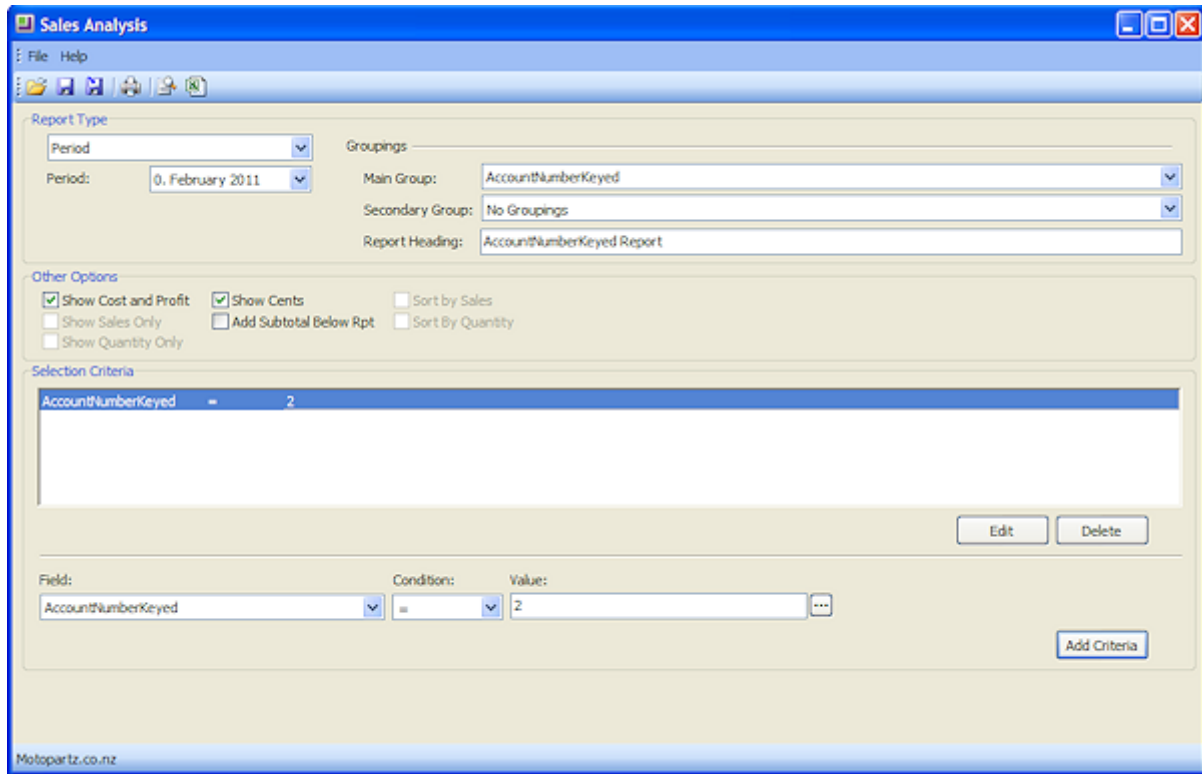 Sales Analysis
File Help
Report Type
Period
Period: 0. February 2011
Groupings
Main Group: AccountNumberKeyed
Secondary Group: No Groupings
Report Heading: AccountNumberKeyed Report
Other Options
Show Cost and Profit Show Cents Sort by Sales
Show Sales Only Add Subtotal Below Rpt Sort By Quantity
Show Quantity Only
Selection Criteria
AccountNumberKeyed = 2
Edit Delete
Field: Condition: Value:
AccountNumberKeyed = 2 ...
Add Criteria
Motopartz.co.nz